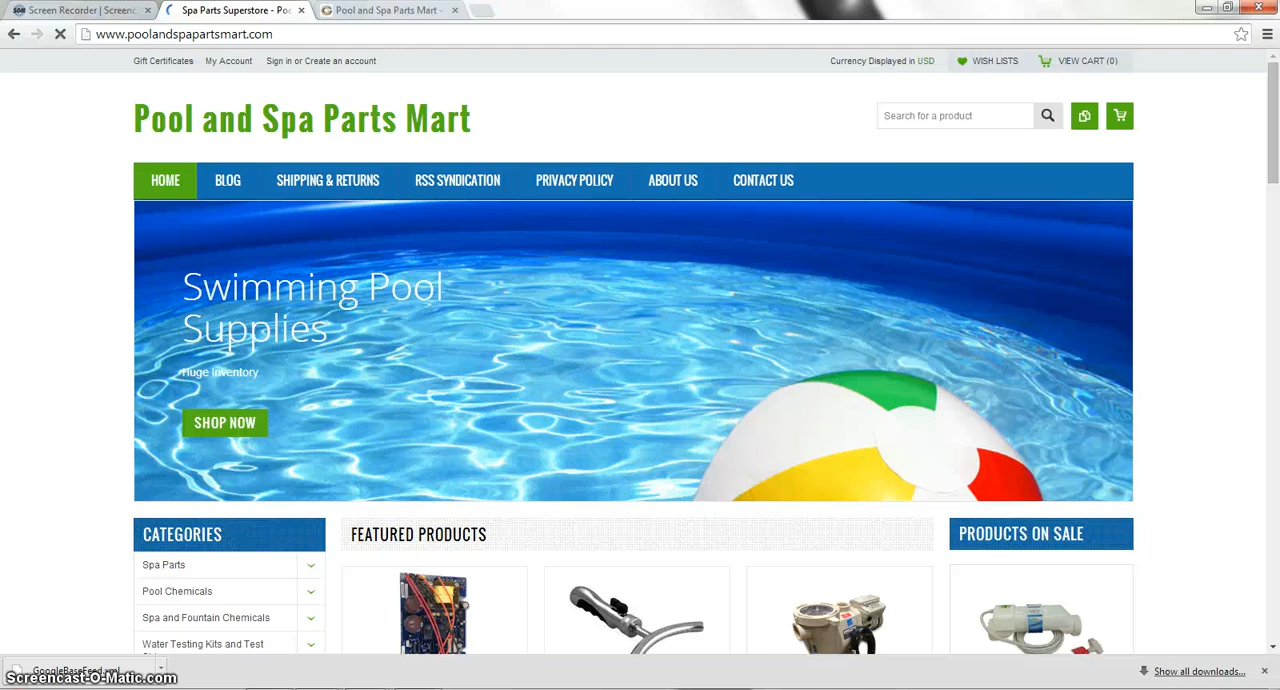 Screen Recorder | Screenc
Spa Parts Superstore - Poo
Pool and Spa Parts Mart -
www.poolandspapartsmart.com
Gift Certificates My Account Sign in or Create an account Currency Displayed in USD WISH LISTS VIEW CART (0)
Pool and Spa Parts Mart
Search for a product
HOME BLOG SHIPPING & RETURNS RSS SYNDICATION PRIVACY POLICY ABOUT US CONTACT US
Swimming Pool
Supplies
Huge Inventory
SHOP NOW
CATEGORIES
FEATURED PRODUCTS
PRODUCTS ON SALE
Spa Parts
Pool Chemicals
Spa and Fountain Chemicals
Water Testing Kits and Test
GoogleBaseFeed.xml
Show all downloads...
Screencast-O-Matic.com